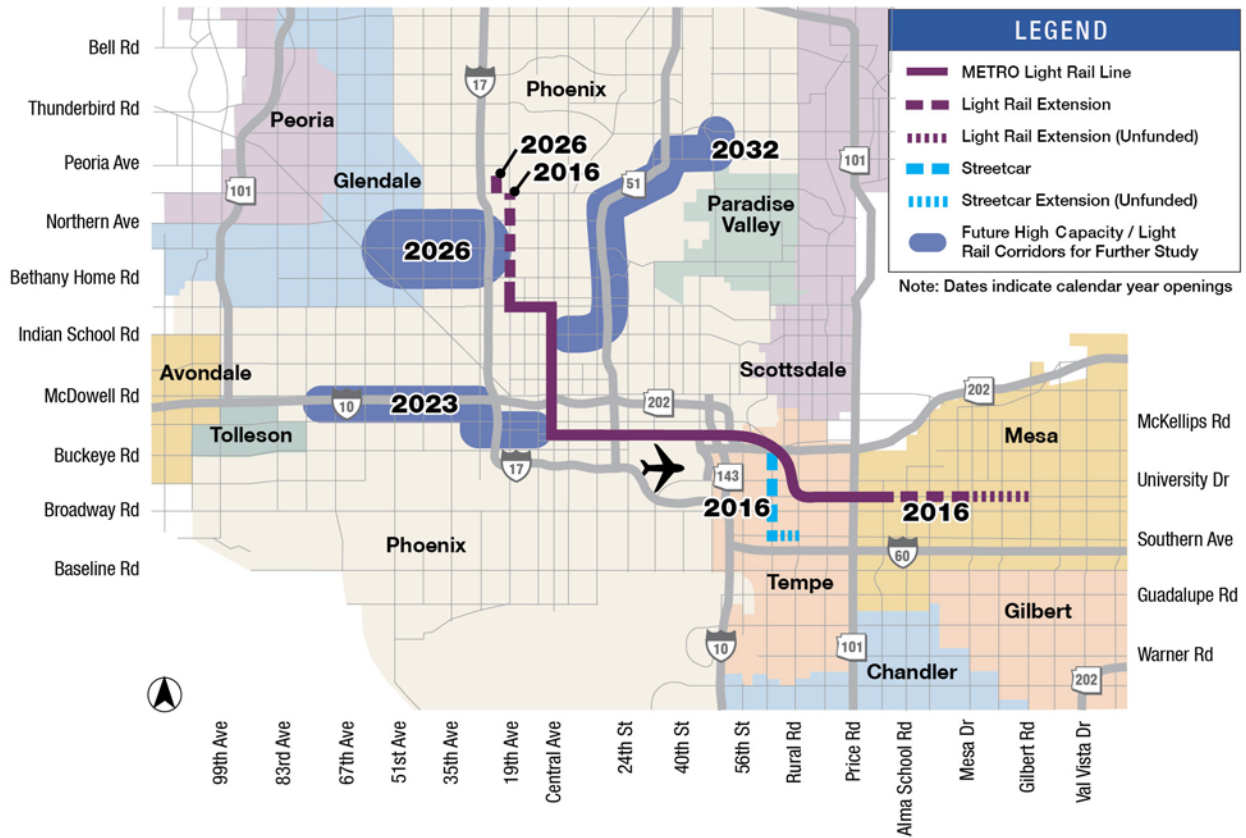 LEGEND
METRO Light Rail Line
Light Rail Extension
Light Rail Extension (Unfunded)
Streetcar
Streetcar Extension (Unfunded)
Future High Capacity / Light
Rail Corridors for Further Study
Note: Dates indicate calendar year openings
Bell Rd
Thunderbird Rd
Peoria Ave
Northern Ave
Bethany Home Rd
Indian School Rd
McDowell Rd
Buckeye Rd
Broadway Rd
Baseline Rd
17
Phoenix
Peoria
2026
2016
2032
101
101
51
Glendale
Paradise
Valley
2026
Avondale
Scottsdale
10
2023
202
202
Tolleson
Mesa
17
143
2016
2016
Phoenix
60
Tempe
Gilbert
10
101
Chandler
202
McKellips Rd
University Dr
Southern Ave
Guadalupe Rd
Warner Rd
99th Ave
83rd Ave
67th Ave
51st Ave
35th Ave
19th Ave
Central Ave
24th St
40th St
56th St
Rural Rd
Price Rd
Alma School Rd
Mesa Dr
Gilbert Rd
Val Vista Dr